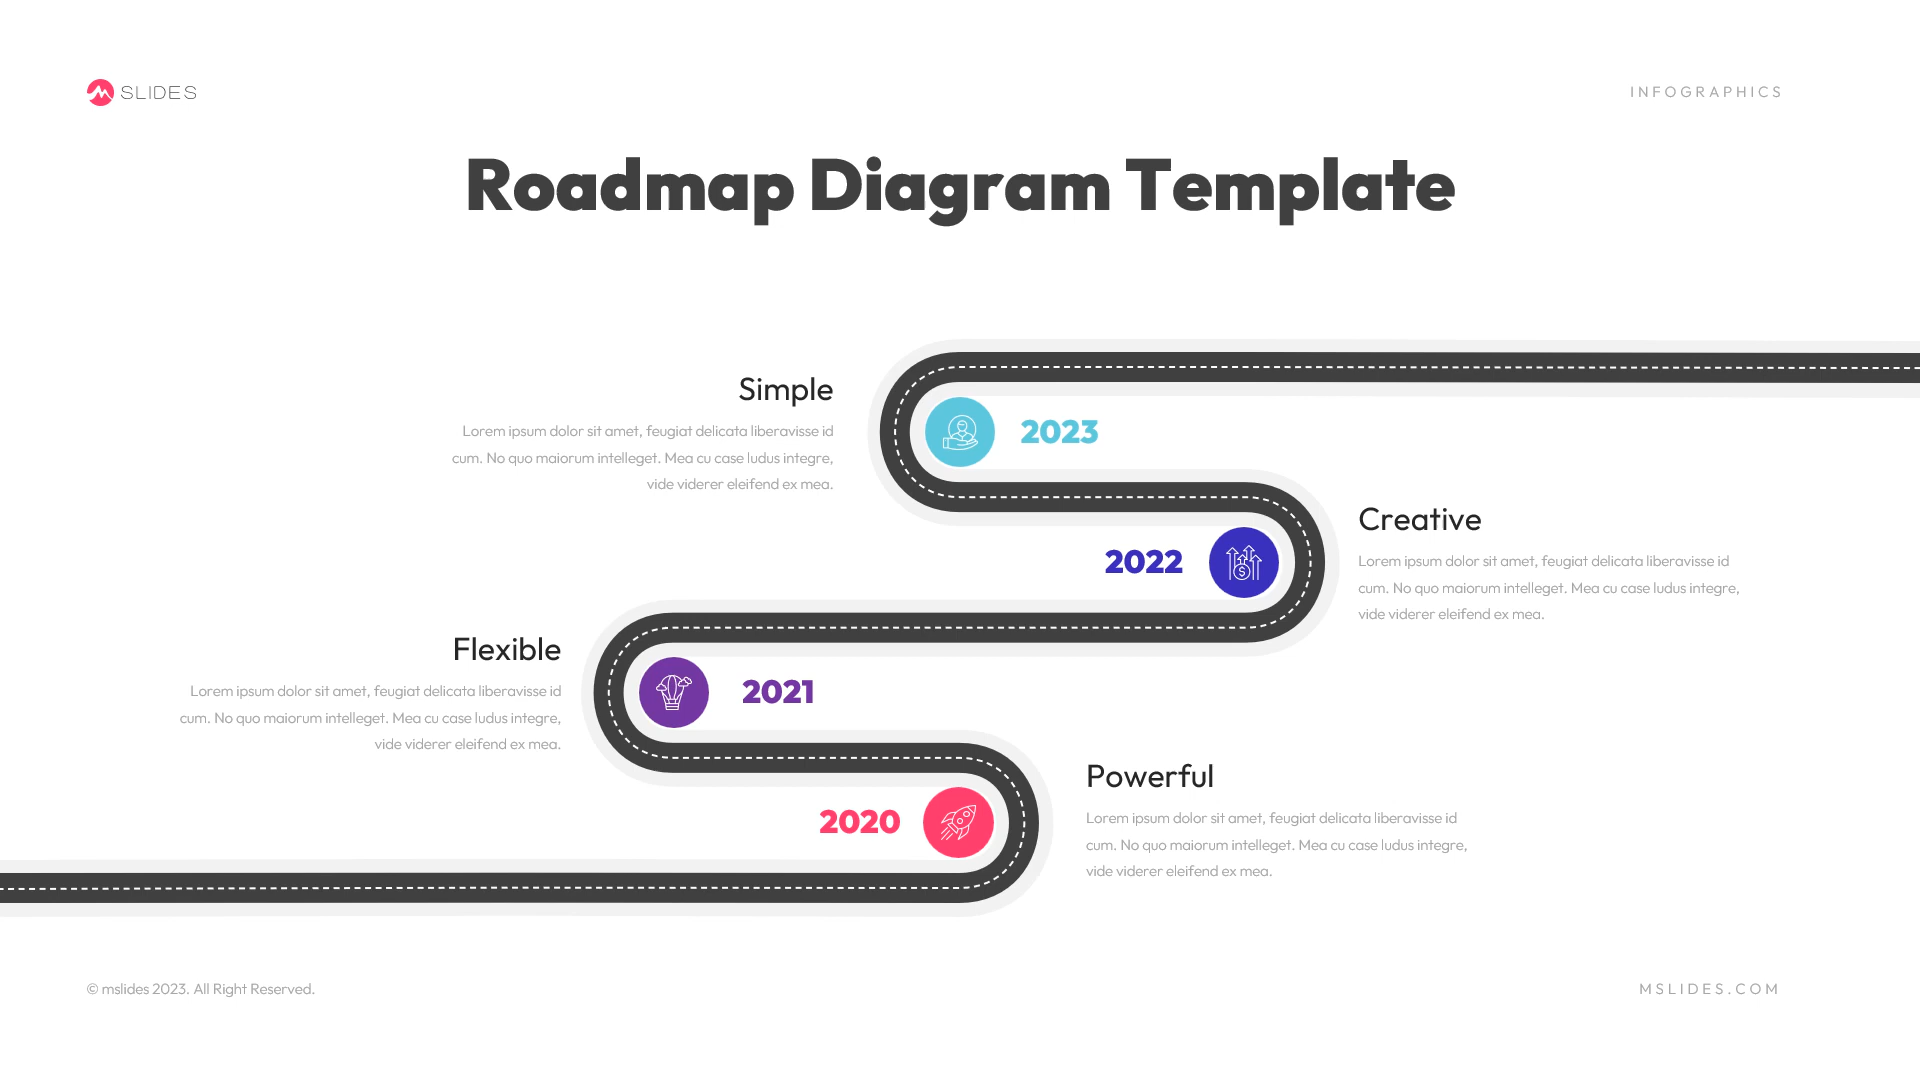 SLIDES
INFOGRAPHICS
Roadmap Diagram Template
Simple
Lorem ipsum dolor sit amet, feugiat delicata liberavisse id
cum. No quo maiorum intelleget. Mea cu case ludus integre,
vide viderer eleifend ex mea.
2023
2022
Creative
Lorem ipsum dolor sit amet, feugiat delicata liberavisse id
cum. No quo maiorum intelleget. Mea cu case ludus integre,
vide viderer eleifend ex mea.
Flexible
Lorem ipsum dolor sit amet, feugiat delicata liberavisse id
cum. No quo maiorum intelleget. Mea cu case ludus integre,
vide viderer eleifend ex mea.
2021
2020
Powerful
Lorem ipsum dolor sit amet, feugiat delicata liberavisse id
cum. No quo maiorum intelleget. Mea cu case ludus integre,
vide viderer eleifend ex mea.
© mslides 2023. All Right Reserved.
MSLIDES.COM